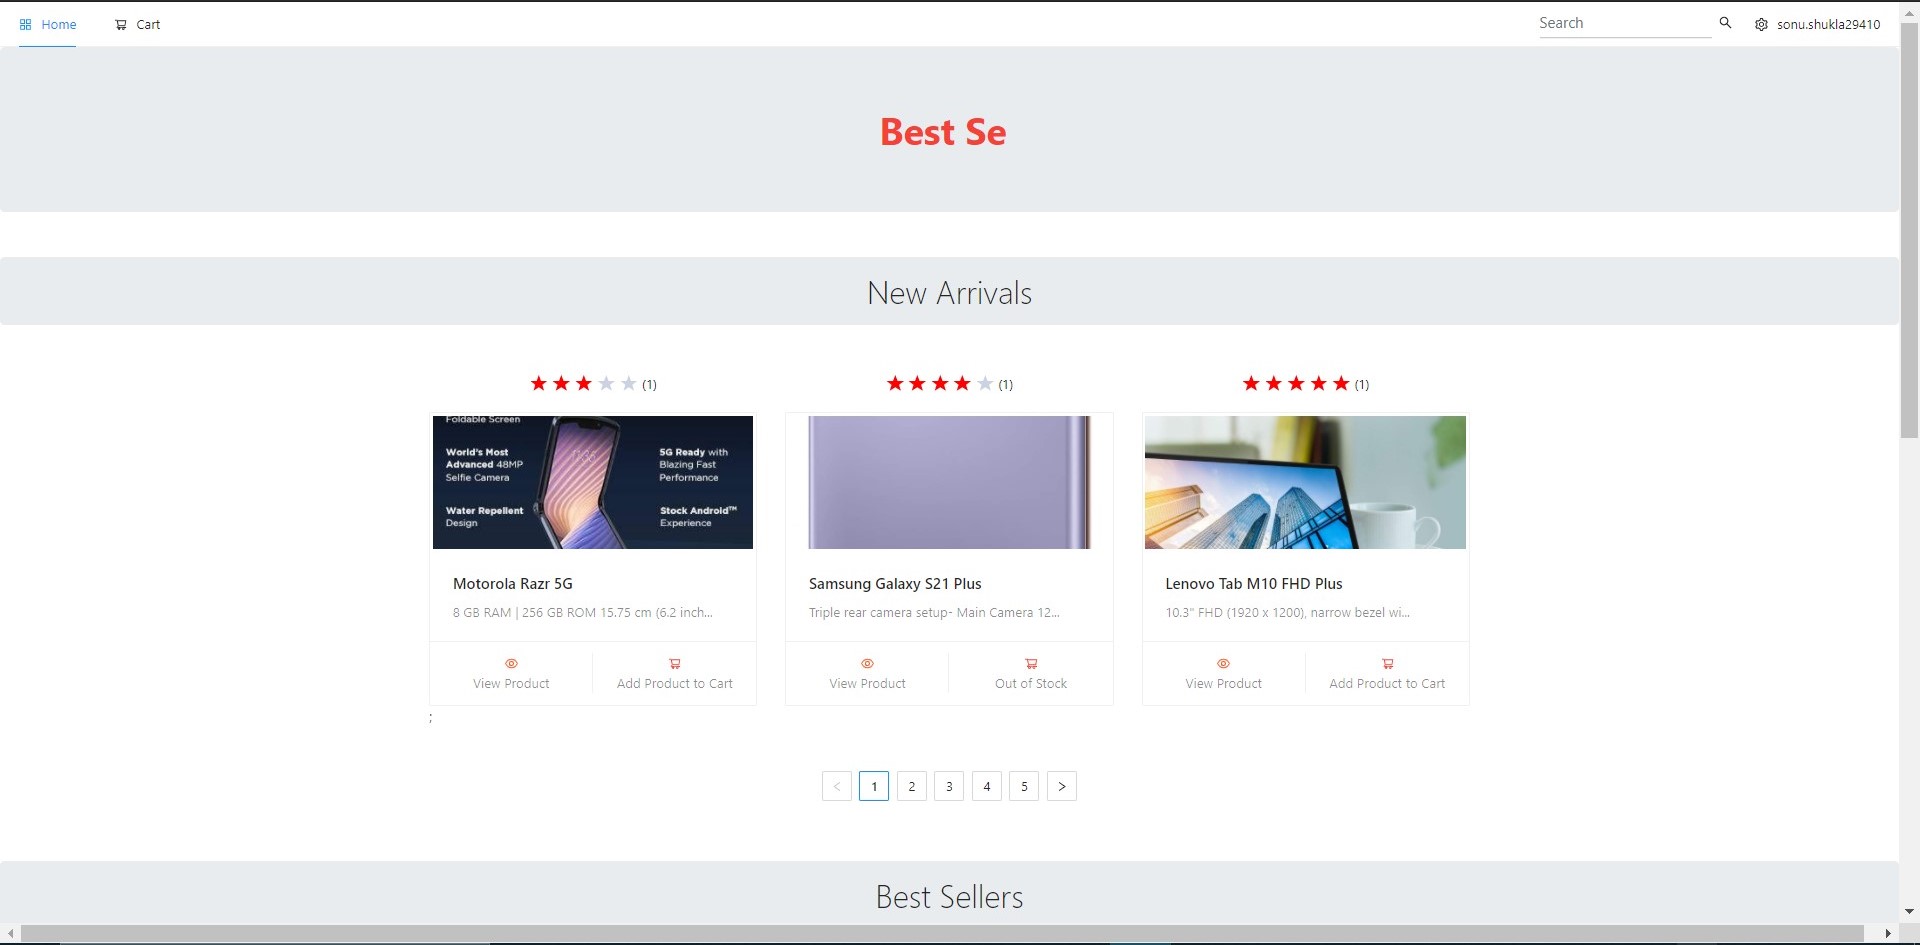 Home
Cart
Search
sonu.shukla29410
Best Se
New Arrivals
(1)
(1)
(1)
Foldable Screen
World's Most
Advanced 48MP
Selfie Camera
Water Repellent
Design
5G Ready with
Blazing Fast
Performance
Stock Android™
Experience
Motorola Razr 5G
8 GB RAM | 256 GB ROM 15.75 cm (6.2 inch...
View Product
Add Product to Cart
Samsung Galaxy S21 Plus
Triple rear camera setup- Main Camera 12...
View Product
Out of Stock
Lenovo Tab M10 FHD Plus
10.3" FHD (1920 x 1200), narrow bezel wi...
View Product
Add Product to Cart
;
< 1 2 3 4 5 >
Best Sellers